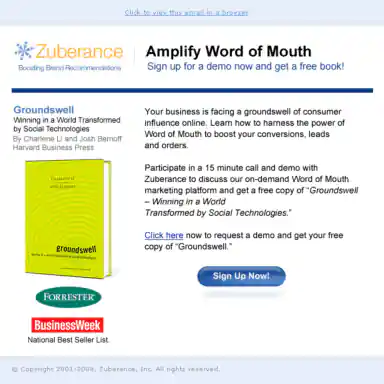 Click to view this email in a browser
Zuberance
Boosting Brand Recommendations
Amplify Word of Mouth
Sign up for a demo now and get a free book!
Groundswell
Winning in a World Transformed
by Social Technologies
By Charlene Li and Josh Bernoff
Harvard Business Press
groundswell
FORRESTER
BusinessWeek
National Best Seller List
Your business is facing a groundswell of consumer
influence online. Learn how to harness the power of
Word of Mouth to boost your conversions, leads
and orders.
Participate in a 15 minute call and demo with
Zuberance to discuss our on-demand Word of Mouth
marketing platform and get a free copy of “Groundswell
– Winning in a World
Transformed by Social Technologies.”
Click here now to request a demo and get your free
copy of “Groundswell.”
Sign Up Now!
© Copyright 2001-2009, Zuberance, Inc. All rights reserved.